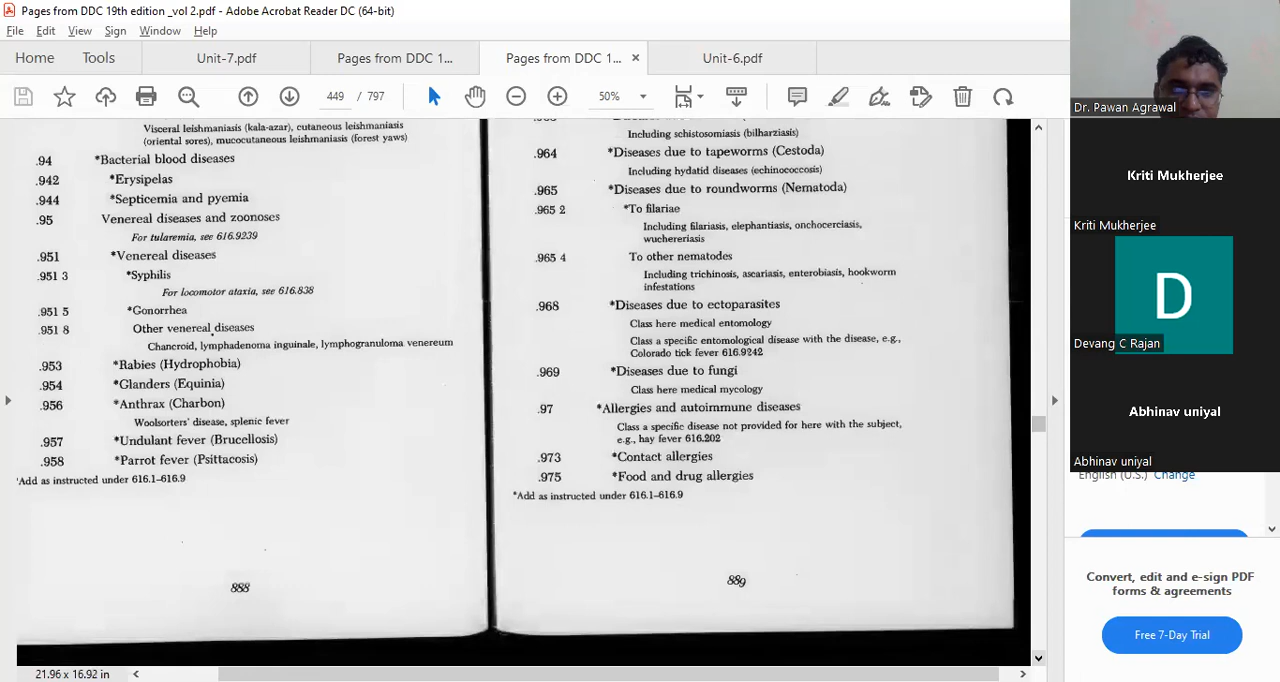 Pages from DDC 19th edition _vol 2.pdf - Adobe Acrobat Reader DC (64-bit)
File Edit View Sign Window Help
Home Tools Unit-7.pdf Pages from DDC 1... Pages from DDC 1... × Unit-6.pdf
449 / 797 50%
Visceral leishmaniasis (kala-azar), cutaneous leishmaniasis
(oriental sores), mucocutaneous leishmaniasis (forest yaws)
.94 *Bacterial blood diseases
.942 *Erysipelas
.944 *Septicemia and pyemia
.95 Venereal diseases and zoonoses
For tularemia, see 616.9239
.951 *Venereal diseases
.951 3 *Syphilis
For locomotor ataxia, see 616.838
.951 5 *Gonorrhea
.951 8 Other venereal diseases
Chancroid, lymphadenoma inguinale, lymphogranuloma venereum
.953 *Rabies (Hydrophobia)
.954 *Glanders (Equinia)
.956 *Anthrax (Charbon)
Woolsorters' disease, splenic fever
.957 *Undulant fever (Brucellosis)
.958 *Parrot fever (Psittacosis)
*Add as instructed under 616.1–616.9
888
Including schistosomiasis (bilharziasis)
.964 *Diseases due to tapeworms (Cestoda)
Including hydatid diseases (echinococcosis)
.965 *Diseases due to roundworms (Nematoda)
.965 2 *To filariae
Including filariasis, elephantiasis, onchocerciasis,
wuchereriasis
.965 4 To other nematodes
Including trichinosis, ascariasis, enterobiasis, hookworm
infestations
.968 *Diseases due to ectoparasites
Class here medical entomology
Class a specific entomological disease with the disease, e.g.,
Colorado tick fever 616.9242
.969 *Diseases due to fungi
Class here medical mycology
.97 *Allergies and autoimmune diseases
Class a specific disease not provided for here with the subject,
e.g., hay fever 616.202
.973 *Contact allergies
.975 *Food and drug allergies
*Add as instructed under 616.1–616.9
889
21.96 x 16.92 in
Dr. Pawan Agrawal
Kriti Mukherjee
Kriti Mukherjee
D
Devang C Rajan
Abhinav uniyal
Abhinav uniyal
English (U.S.) Change
Convert, edit and e-sign PDF
forms & agreements
Free 7-Day Trial